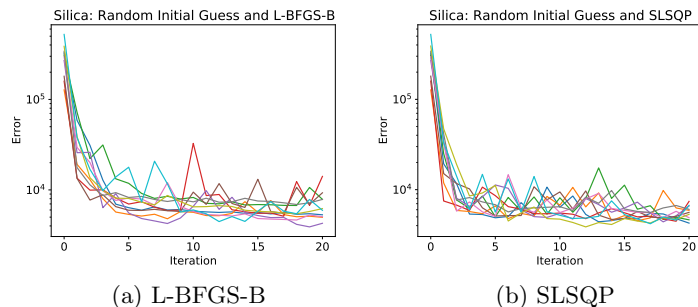 Silica: Random Initial Guess and L-BFGS-B
Error
10^5
10^4
0 5 10 15 20
Iteration
(a) L-BFGS-B
Silica: Random Initial Guess and SLSQP
Error
10^5
10^4
0 5 10 15 20
Iteration
(b) SLSQP